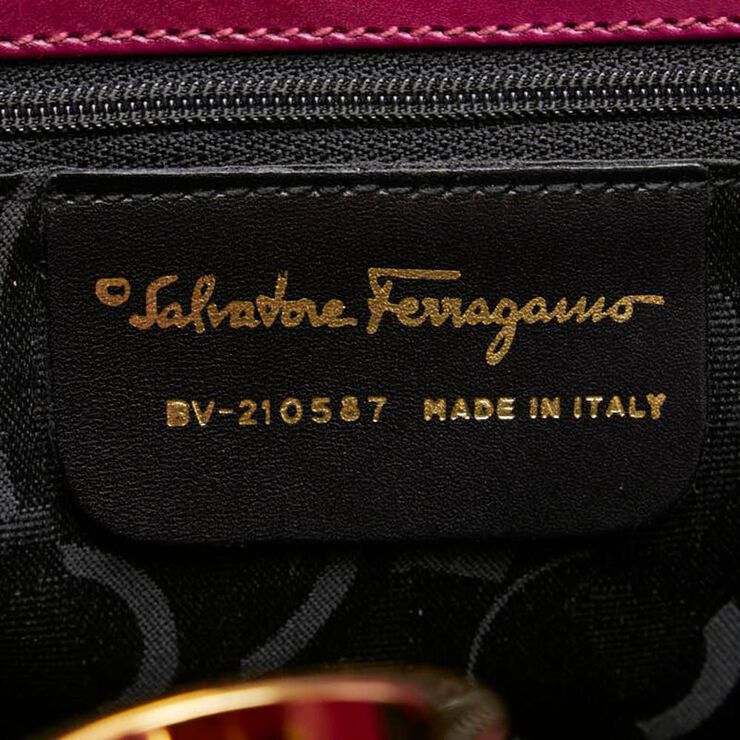 Salvatore Ferragamo
BV-210587 MADE IN ITALY